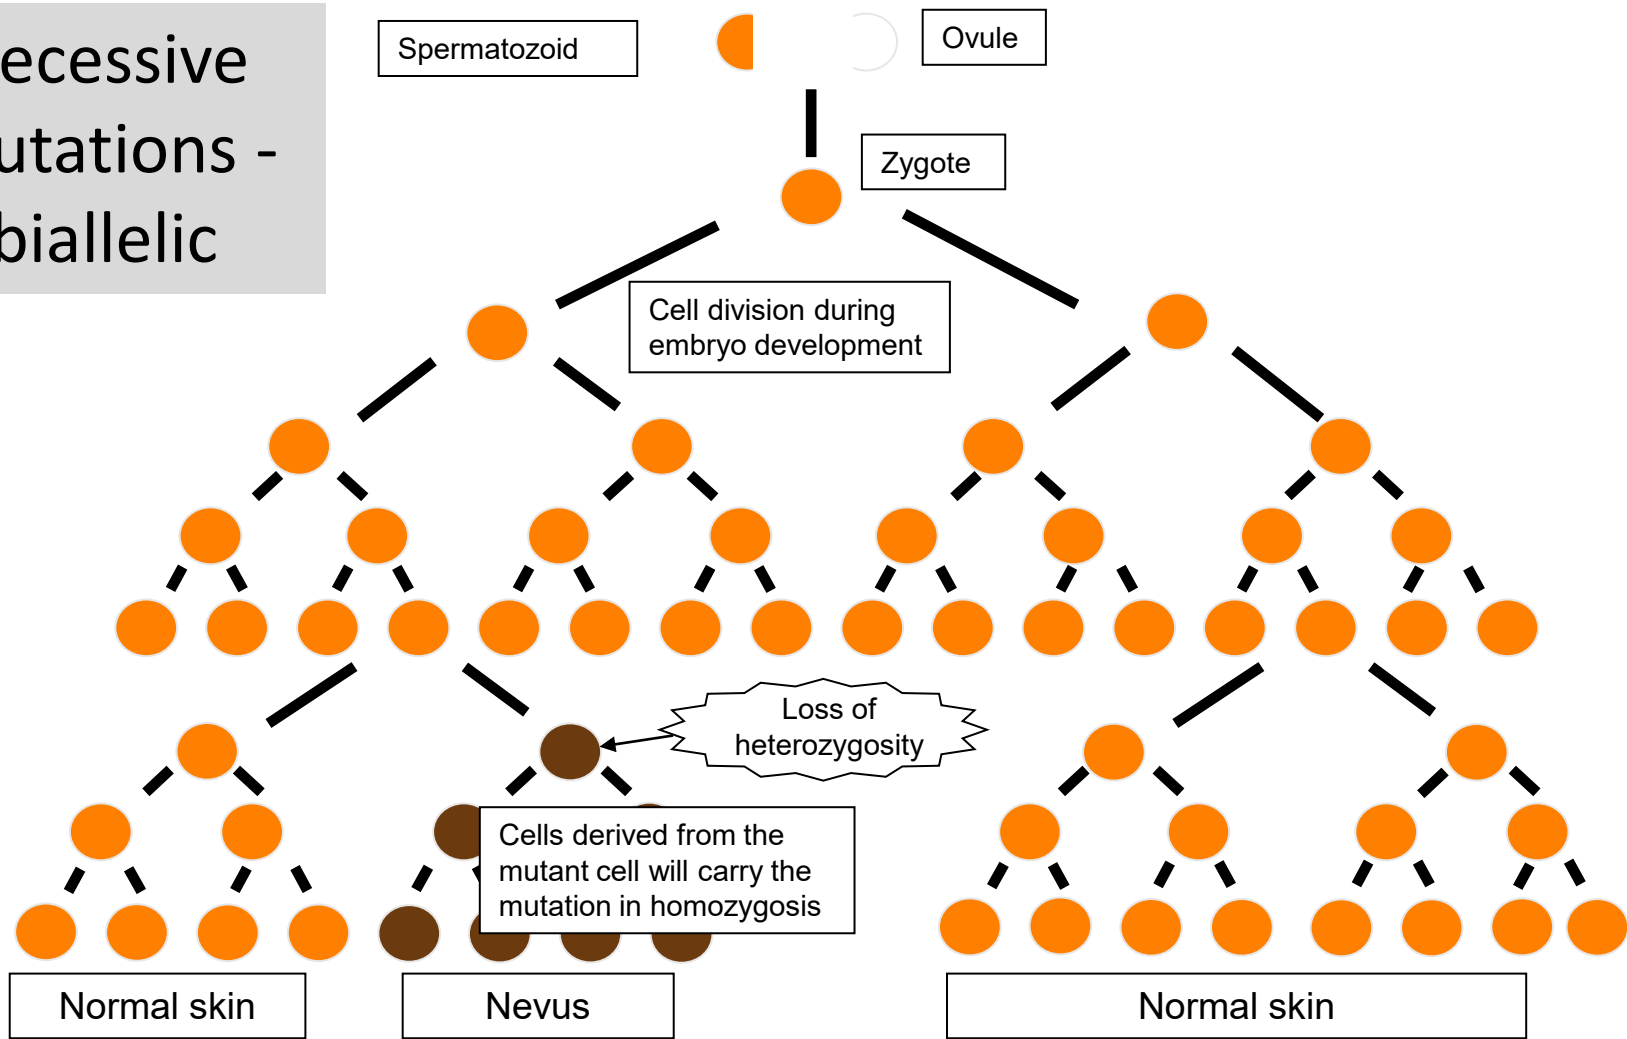 ecessive
utations -
biallelic
Spermatozoid
Ovule
Zygote
Cell division during
embryo development
Loss of
heterozygosity
Cells derived from the
mutant cell will carry the
mutation in homozygosis
Normal skin
Nevus
Normal skin